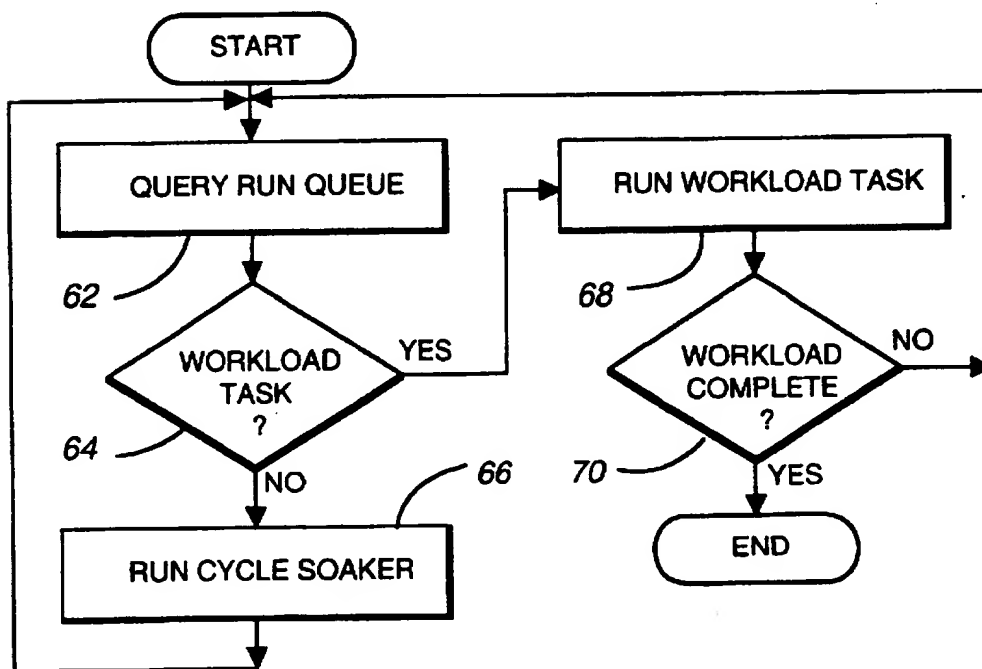 START
QUERY RUN QUEUE
62
WORKLOAD
TASK
?
YES
64
NO
66
RUN CYCLE SOAKER
RUN WORKLOAD TASK
68
WORKLOAD
COMPLETE
?
NO
70
YES
END